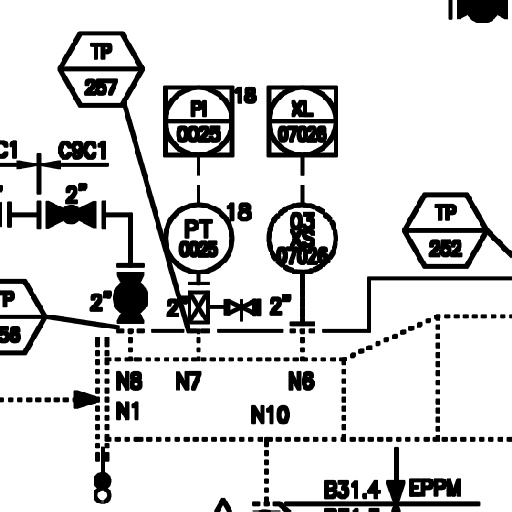 TP
257
PI
0025
18
XL
07026
C1
C9C1
2"
PT
0025
18
03
XS
07026
TP
252
2"
2"
2"
TP
56
N8
N7
N6
N1
N10
B31.4
EPPM